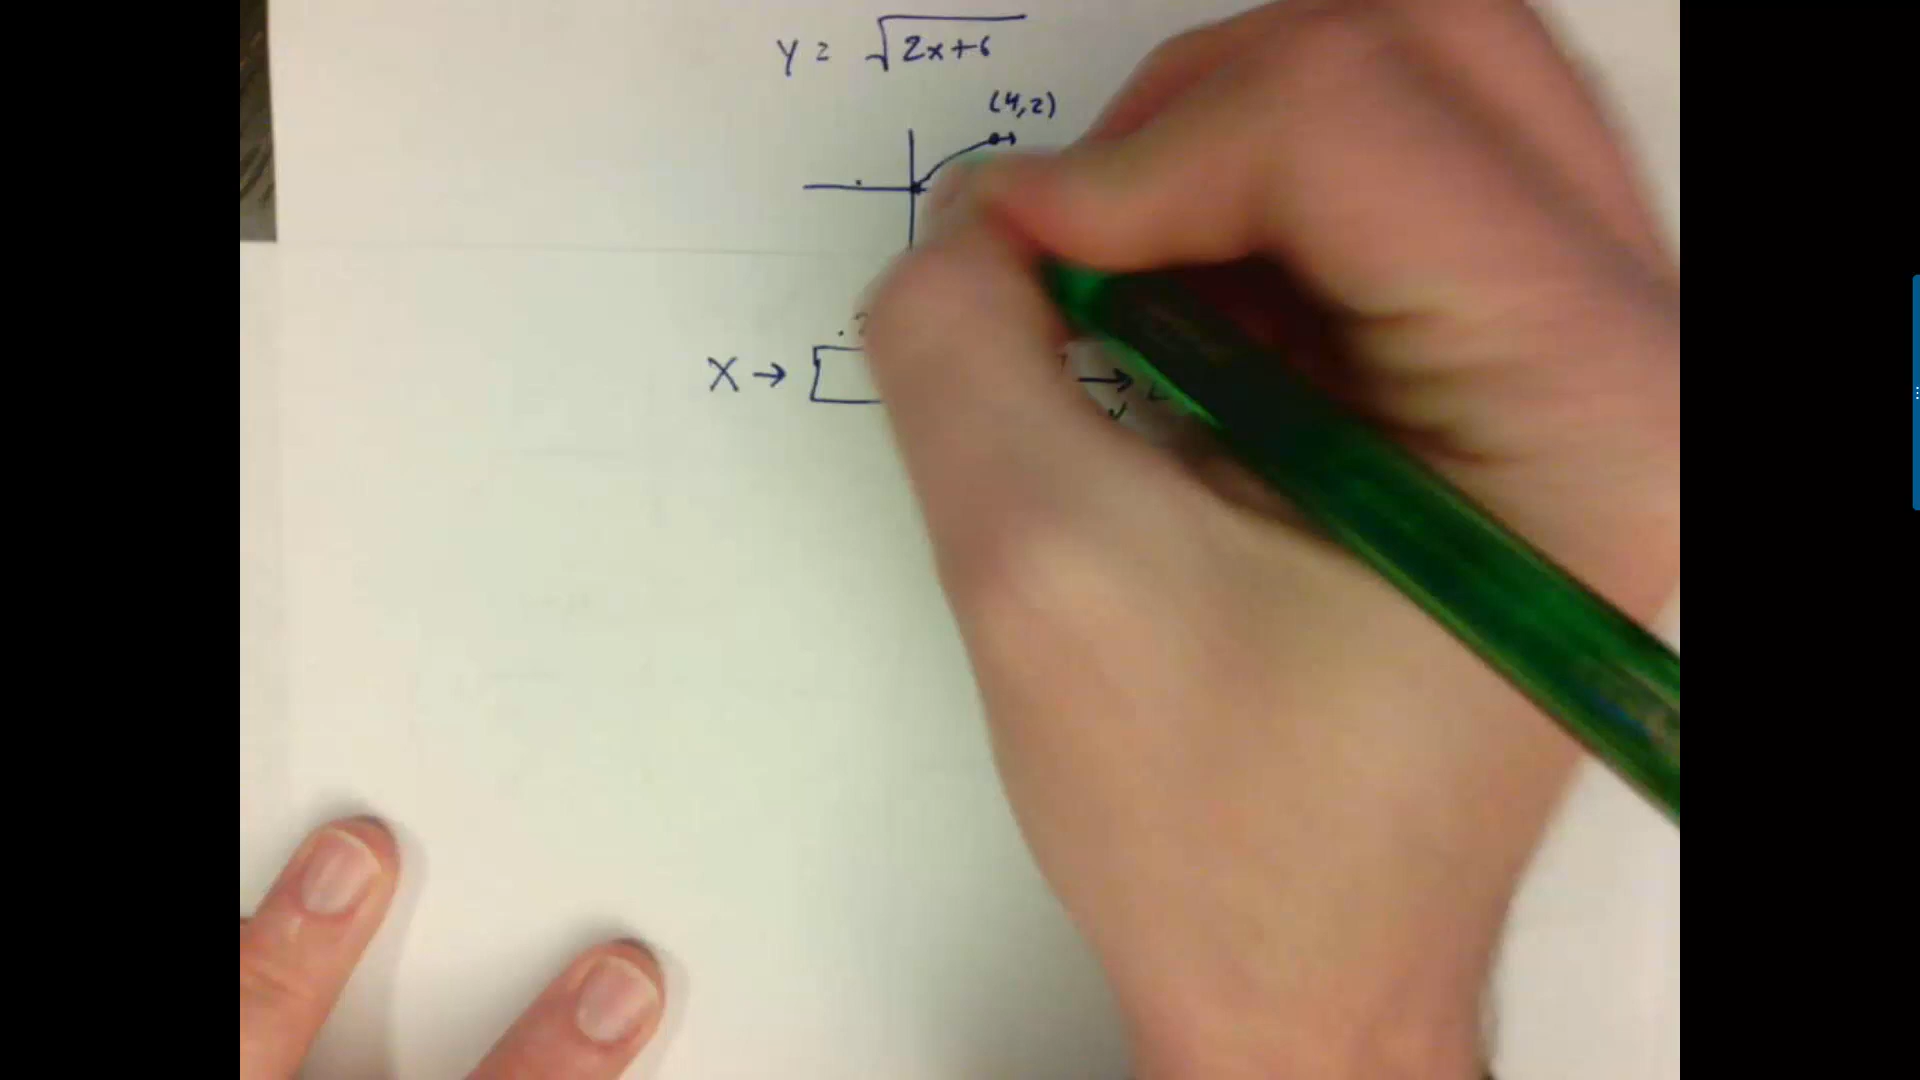 y = √2x+6
(4,2)
X →